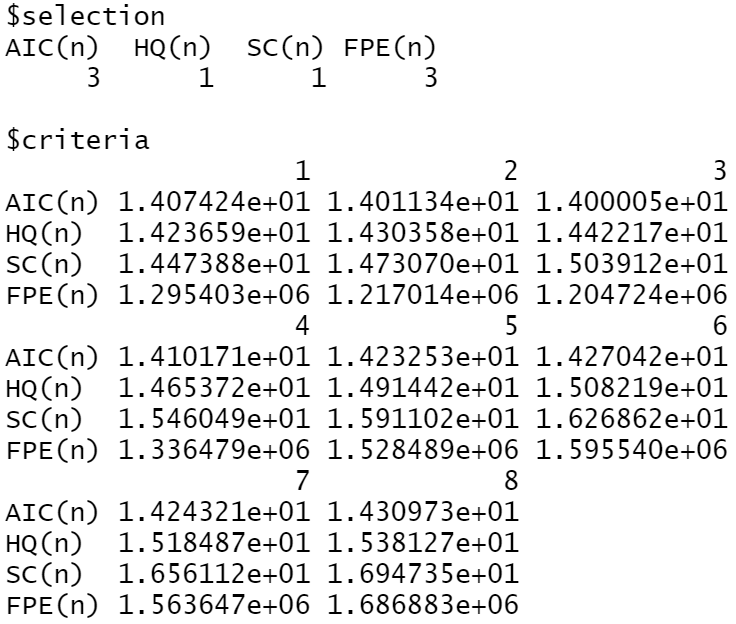 $selection
AIC(n)  HQ(n)  SC(n) FPE(n)
     3      1      1      3

$criteria
                  1            2            3
AIC(n) 1.407424e+01 1.401134e+01 1.400005e+01
HQ(n)  1.423659e+01 1.430358e+01 1.442217e+01
SC(n)  1.447388e+01 1.473070e+01 1.503912e+01
FPE(n) 1.295403e+06 1.217014e+06 1.204724e+06
                  4            5            6
AIC(n) 1.410171e+01 1.423253e+01 1.427042e+01
HQ(n)  1.465372e+01 1.491442e+01 1.508219e+01
SC(n)  1.546049e+01 1.591102e+01 1.626862e+01
FPE(n) 1.336479e+06 1.528489e+06 1.595540e+06
                  7            8
AIC(n) 1.424321e+01 1.430973e+01
HQ(n)  1.518487e+01 1.538127e+01
SC(n)  1.656112e+01 1.694735e+01
FPE(n) 1.563647e+06 1.686883e+06